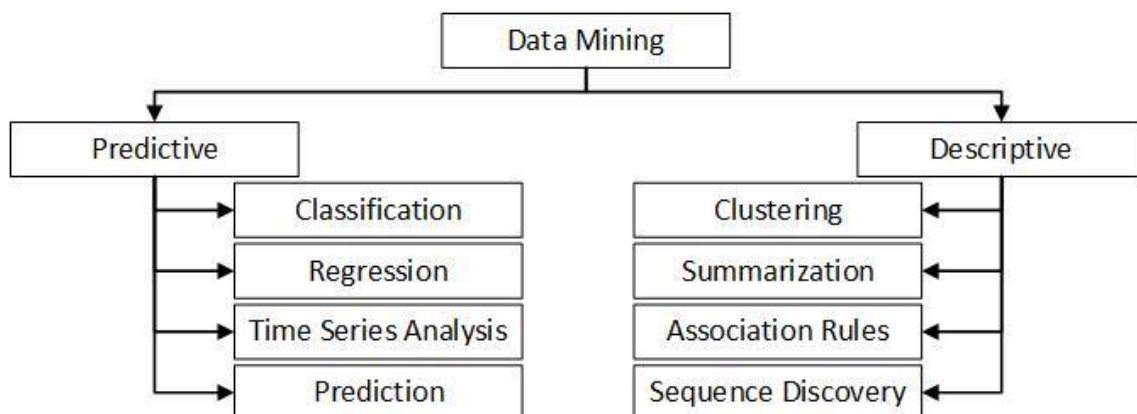 Data Mining
Predictive
Descriptive
Classification
Clustering
Regression
Summarization
Time Series Analysis
Association Rules
Prediction
Sequence Discovery